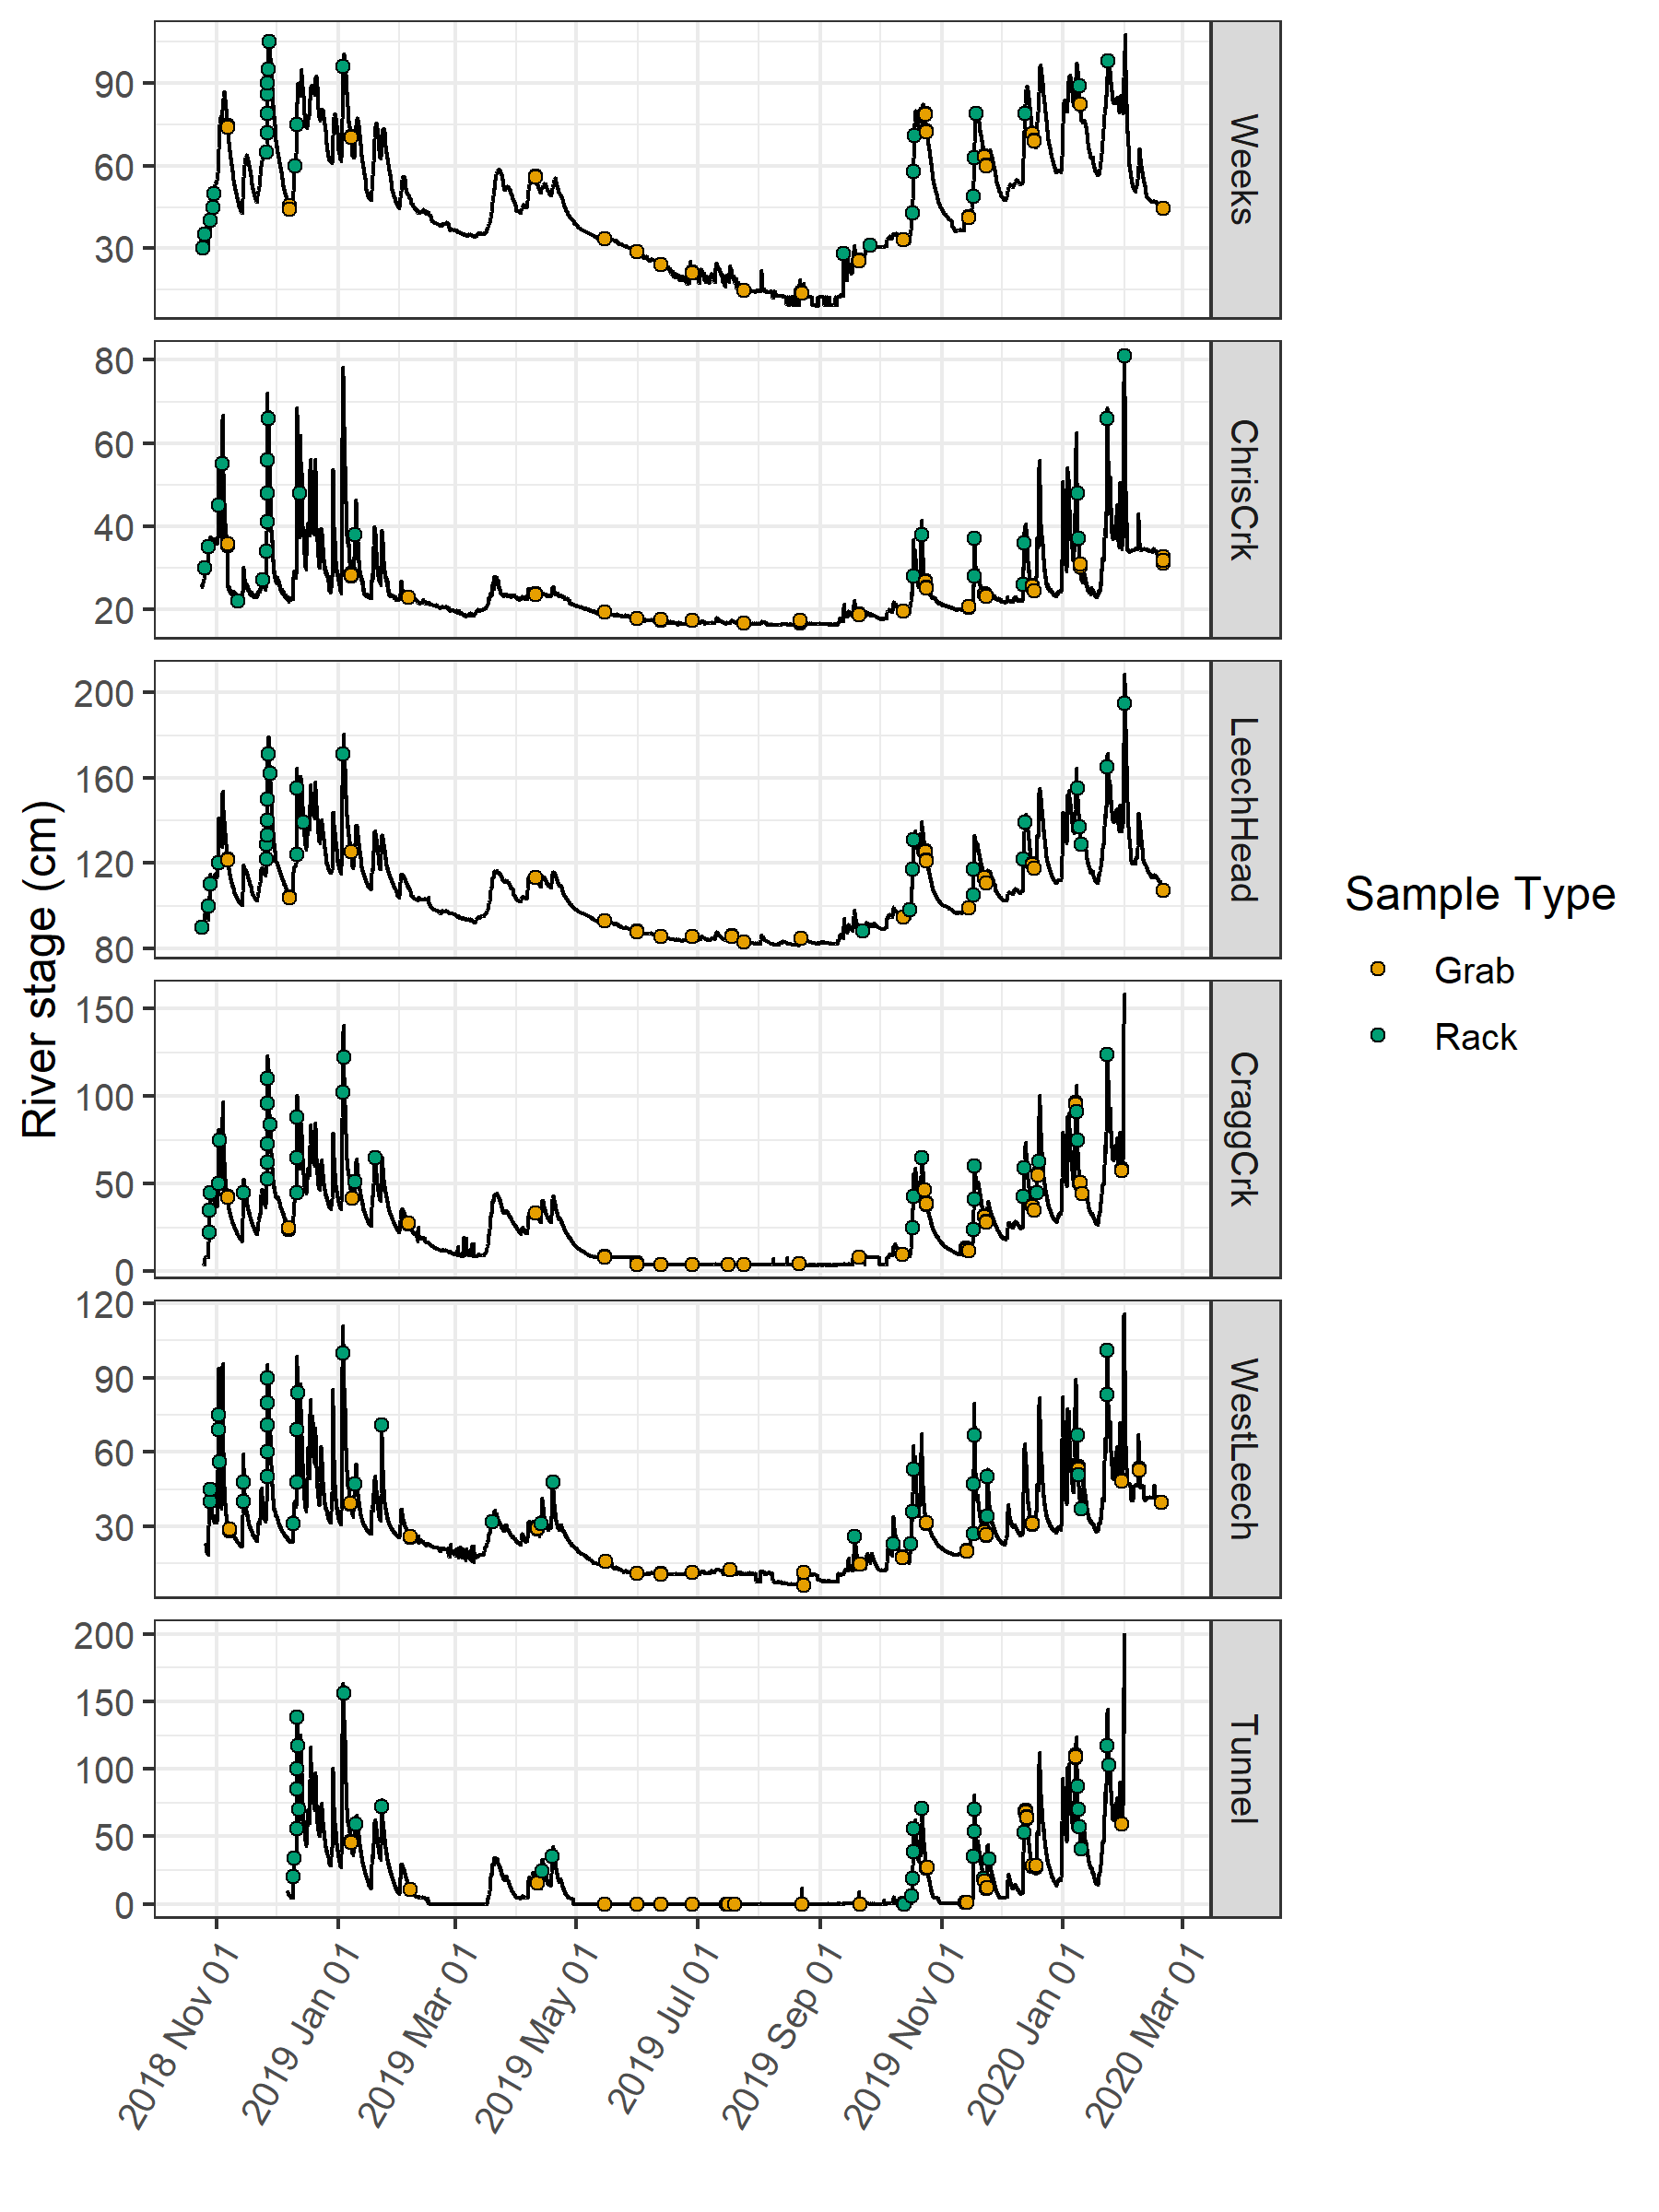 River stage (cm)
90
60
30
Weeks
80
60
40
20
ChrisCrk
200
160
120
80
LeechHead
150
100
50
0
CraggCrk
120
90
60
30
WestLeech
200
150
100
50
0
Tunnel
2018 Nov 01
2019 Jan 01
2019 Mar 01
2019 May 01
2019 Jul 01
2019 Sep 01
2019 Nov 01
2020 Jan 01
2020 Mar 01
Sample Type
Grab
Rack